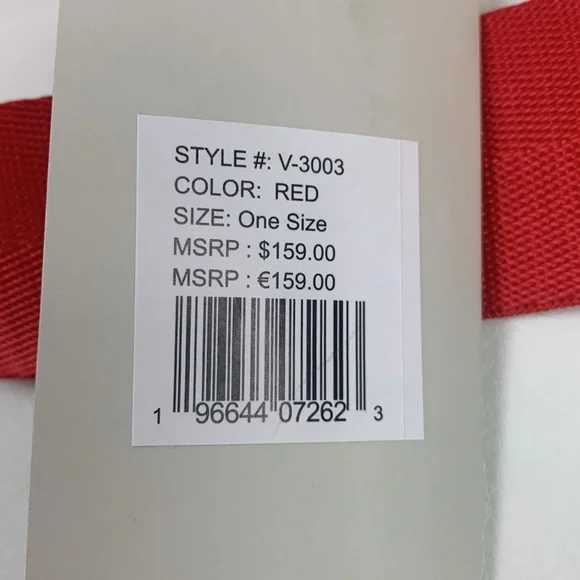 STYLE #: V-3003
COLOR: RED
SIZE: One Size
MSRP : $159.00
MSRP : €159.00
1 96644 07262 3